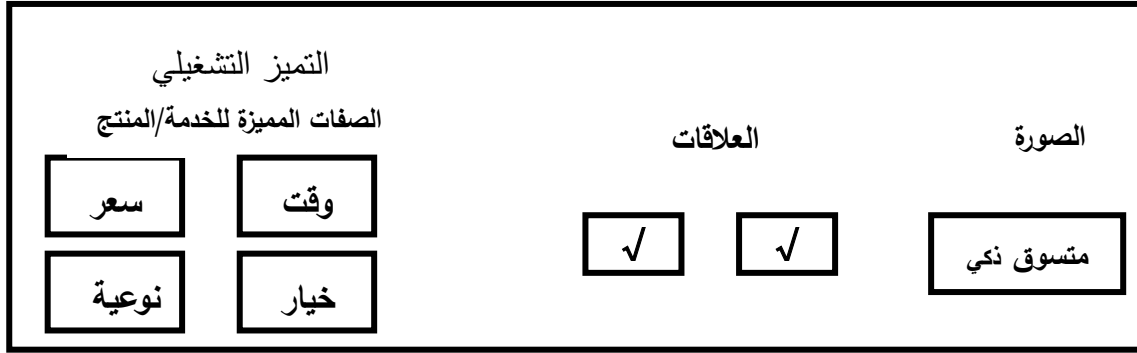 التميز التشغيلي
الصفات المميزة للخدمة/المنتج
الصورة
العلاقات
وقت
سعر
متسوق ذكي
√
√
خيار
نوعية